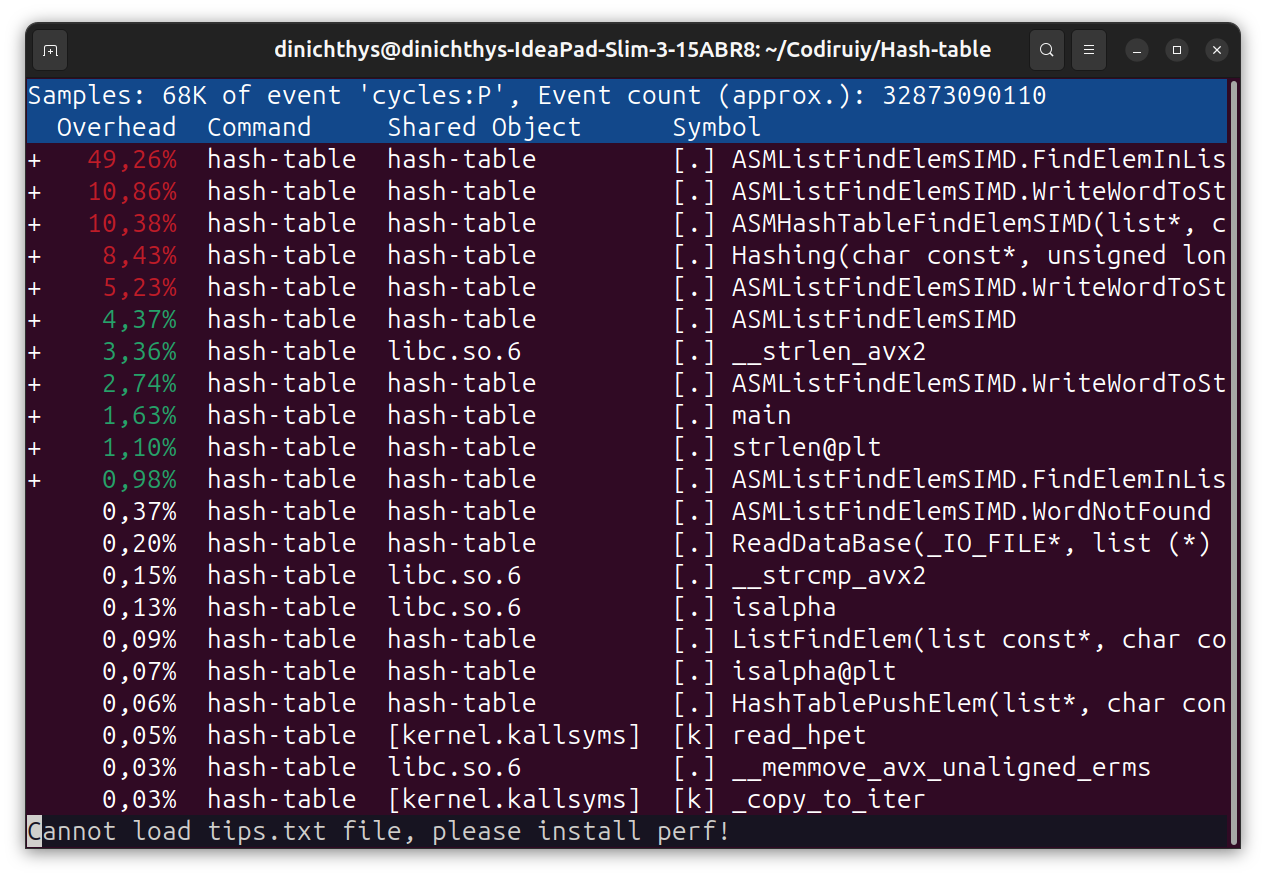 dinichthys@dinichthys-IdeaPad-Slim-3-15ABR8: ~/Codiruiy/Hash-table
Samples: 68K of event 'cycles:P', Event count (approx.): 32873090110
Overhead Command Shared Object Symbol
+ 49,26% hash-table hash-table [.] ASMListFindElemSIMD.FindElemInLis
+ 10,86% hash-table hash-table [.] ASMListFindElemSIMD.WriteWordToSt
+ 10,38% hash-table hash-table [.] ASMHashTableFindElemSIMD(list*, c
+ 8,43% hash-table hash-table [.] Hashing(char const*, unsigned lon
+ 5,23% hash-table hash-table [.] ASMListFindElemSIMD.WriteWordToSt
+ 4,37% hash-table hash-table [.] ASMListFindElemSIMD
+ 3,36% hash-table libc.so.6 [.] __strlen_avx2
+ 2,74% hash-table hash-table [.] ASMListFindElemSIMD.WriteWordToSt
+ 1,63% hash-table hash-table [.] main
+ 1,10% hash-table hash-table [.] strlen@plt
+ 0,98% hash-table hash-table [.] ASMListFindElemSIMD.FindElemInLis
0,37% hash-table hash-table [.] ASMListFindElemSIMD.WordNotFound
0,20% hash-table hash-table [.] ReadDataBase(_IO_FILE*, list (*)
0,15% hash-table libc.so.6 [.] __strcmp_avx2
0,13% hash-table libc.so.6 [.] isalpha
0,09% hash-table hash-table [.] ListFindElem(list const*, char co
0,07% hash-table hash-table [.] isalpha@plt
0,06% hash-table hash-table [.] HashTablePushElem(list*, char con
0,05% hash-table [kernel.kallsyms] [k] read_hpet
0,03% hash-table libc.so.6 [.] __memmove_avx_unaligned_erms
0,03% hash-table [kernel.kallsyms] [k] _copy_to_iter
Cannot load tips.txt file, please install perf!